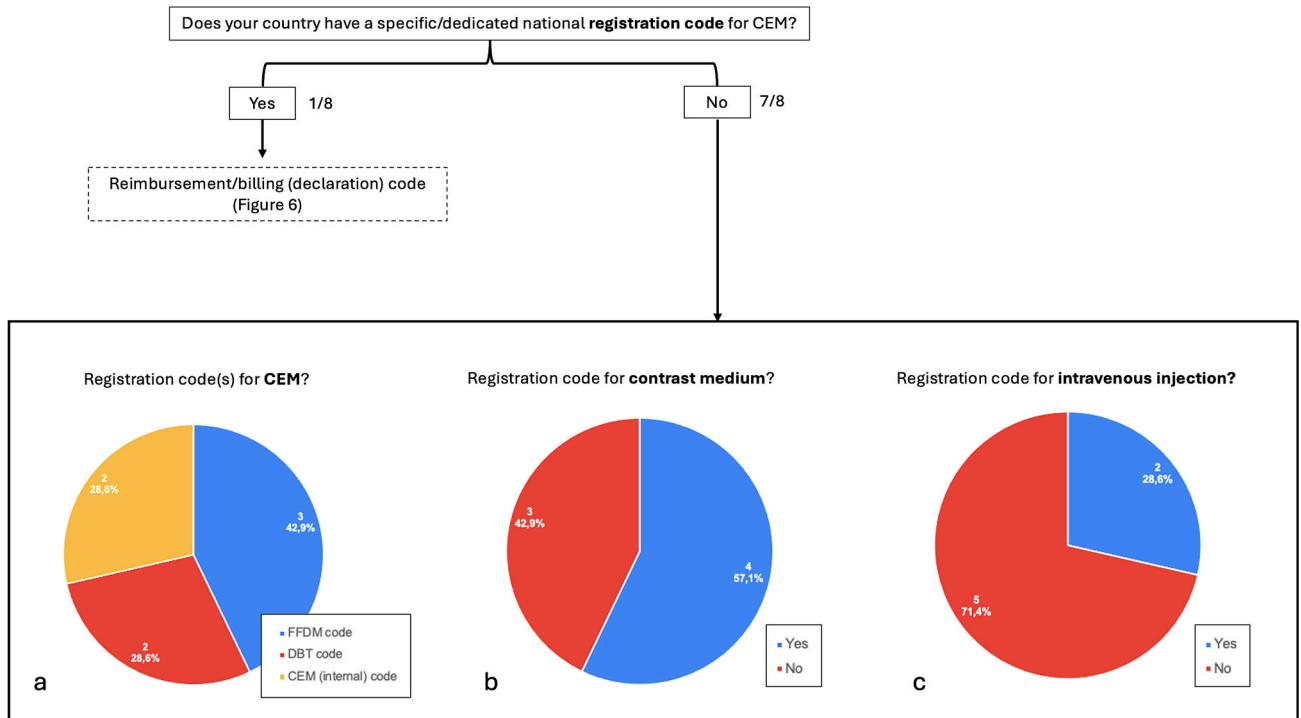 Does your country have a specific/dedicated national registration code for CEM?
Yes
1/8
No
7/8
Reimbursement/billing (declaration) code
(Figure 6)
Registration code(s) for CEM?
2
28,6%
3
42,9%
2
28,6%
FFDM code
DBT code
CEM (internal) code
a
Registration code for contrast medium?
3
42,9%
4
57,1%
Yes
No
b
Registration code for intravenous injection?
2
28,6%
5
71,4%
Yes
No
c